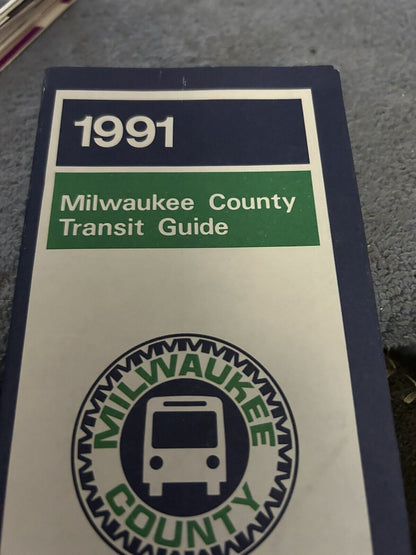 1991
Milwaukee County
Transit Guide
MILWAUKEE
COUNTY